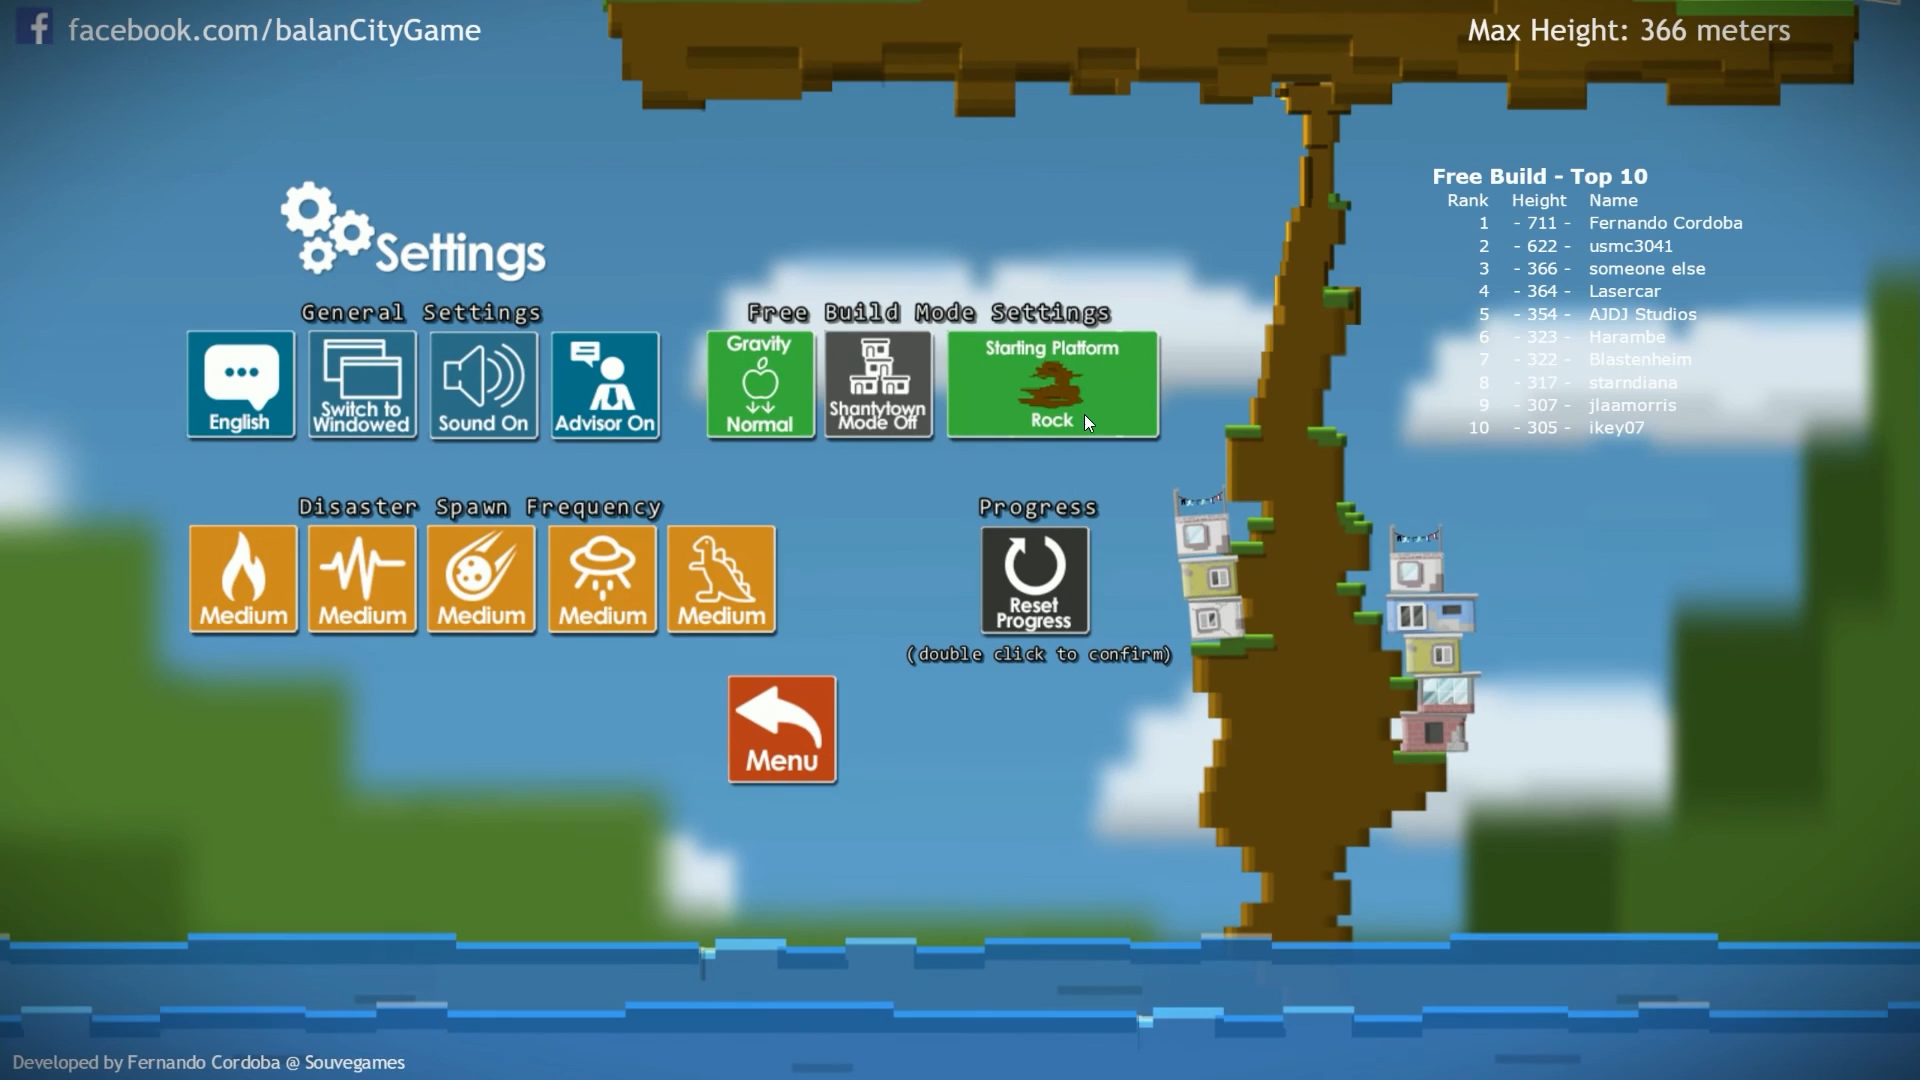 facebook.com/balanCityGame
Max Height: 366 meters
Settings
General Settings
English
Switch to
Windowed
Sound On
Advisor On
Free Build Mode Settings
Gravity
Normal
Shantytown
Mode Off
Starting Platform
Rock
Free Build - Top 10
Rank Height Name
1 - 711 - Fernando Cordoba
2 - 622 - usmc3041
3 - 366 - someone else
4 - 364 - Lasercar
5 - 354 - AJDJ Studios
6 - 323 - Harambe
7 - 322 - Blastenheim
8 - 317 - starndiana
9 - 307 - jlaamorris
10 - 305 - ikey07
Disaster Spawn Frequency
Medium
Medium
Medium
Medium
Medium
Progress
Reset
Progress
(double click to confirm)
Menu
Developed by Fernando Cordoba @ Souvegames